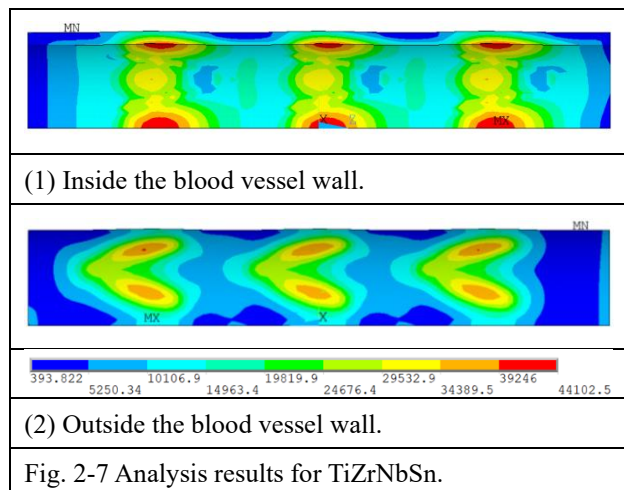 MN
X
MX
(1) Inside the blood vessel wall.
MN
MX
X
393.822 10106.9 19819.9 29532.9 39246
5250.34 14963.4 24676.4 34389.5 44102.5
(2) Outside the blood vessel wall.
Fig. 2-7 Analysis results for TiZrNbSn.